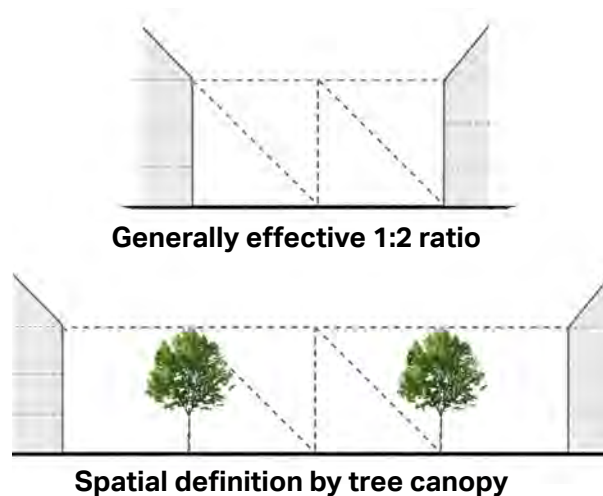 Generally effective 1:2 ratio
Spatial definition by tree canopy